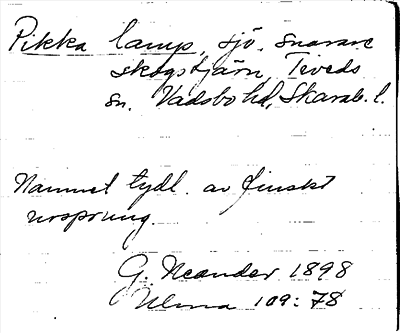 Pikka lamp, sjö. Snarare
skogstjärn, Tiveds
sn. Vadsbo hd, Skarab. l.
Namnet tydl. av finskt
ursprung.
G. Neander 1898
Ulma 109:78